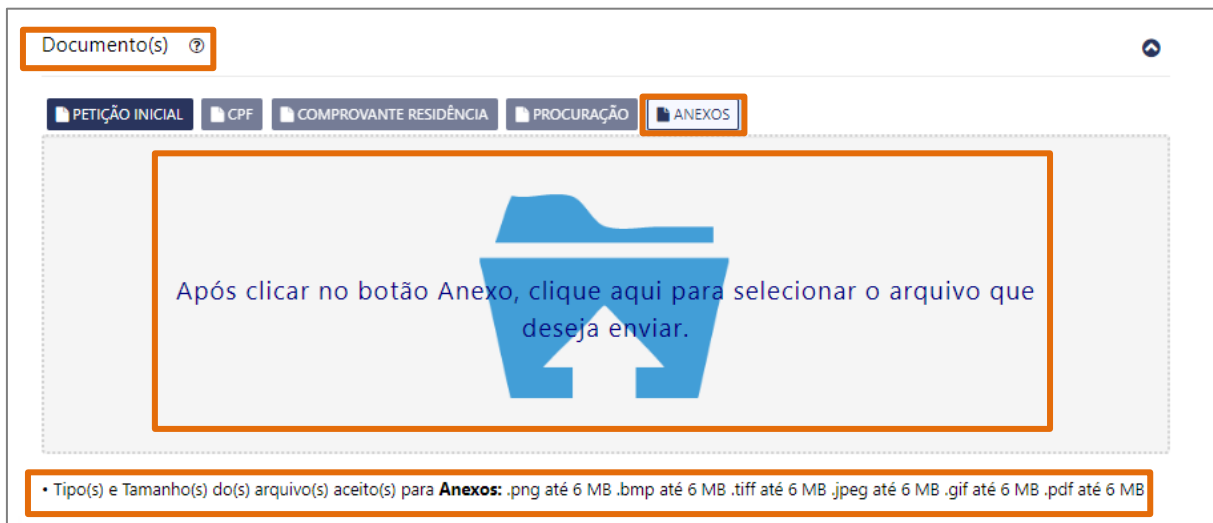 Documento(s)
PETIÇÃO INICIAL CPF COMPROVANTE RESIDÊNCIA PROCURAÇÃO ANEXOS
Após clicar no botão Anexo, clique aqui para selecionar o arquivo que
deseja enviar.
• Tipo(s) e Tamanho(s) do(s) arquivo(s) aceito(s) para Anexos: .png até 6 MB .bmp até 6 MB .tiff até 6 MB .jpeg até 6 MB .gif até 6 MB .pdf até 6 MB